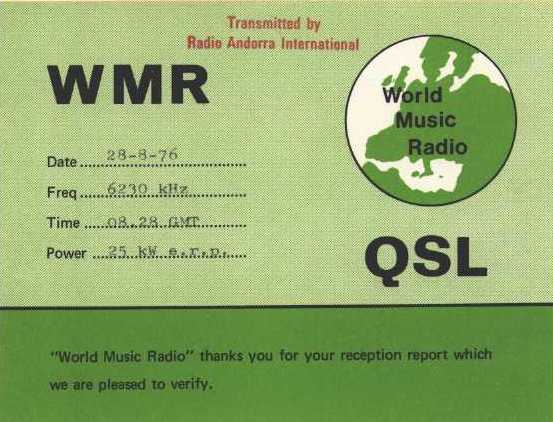 Transmitted by
Radio Andorra International
WMR
World
Music
Radio
Date 28-8-76
Freq 6230 kHz
Time 08.28 GMT
Power 25 kW e.r.p.
QSL
"World Music Radio" thanks you for your reception report which
we are pleased to verify.